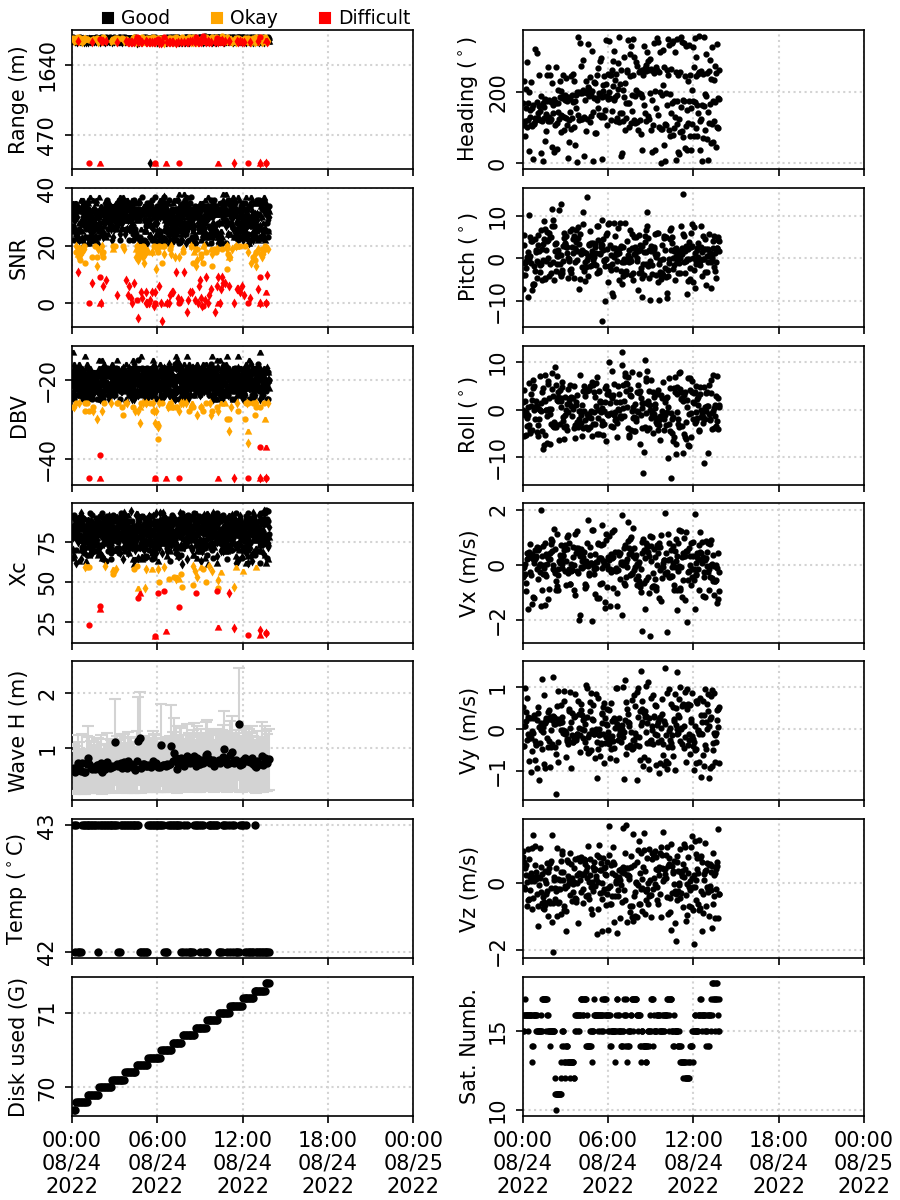 Good Okay Difficult
Range (m)
1640
470
Heading (°)
200
0
SNR
40
20
0
Pitch (°)
10
0
−10
DBV
−20
−40
Roll (°)
10
0
−10
Xc
75
50
25
Vx (m/s)
2
0
−2
Wave H (m)
2
1
Vy (m/s)
1
0
−1
Temp (°C)
43
42
Vz (m/s)
0
−2
Disk used (G)
71
70
Sat. Numb.
15
10
00:00 06:00 12:00 18:00 00:00
08/24 08/24 08/24 08/24 08/25
2022 2022 2022 2022 2022
00:00 06:00 12:00 18:00 00:00
08/24 08/24 08/24 08/24 08/25
2022 2022 2022 2022 2022